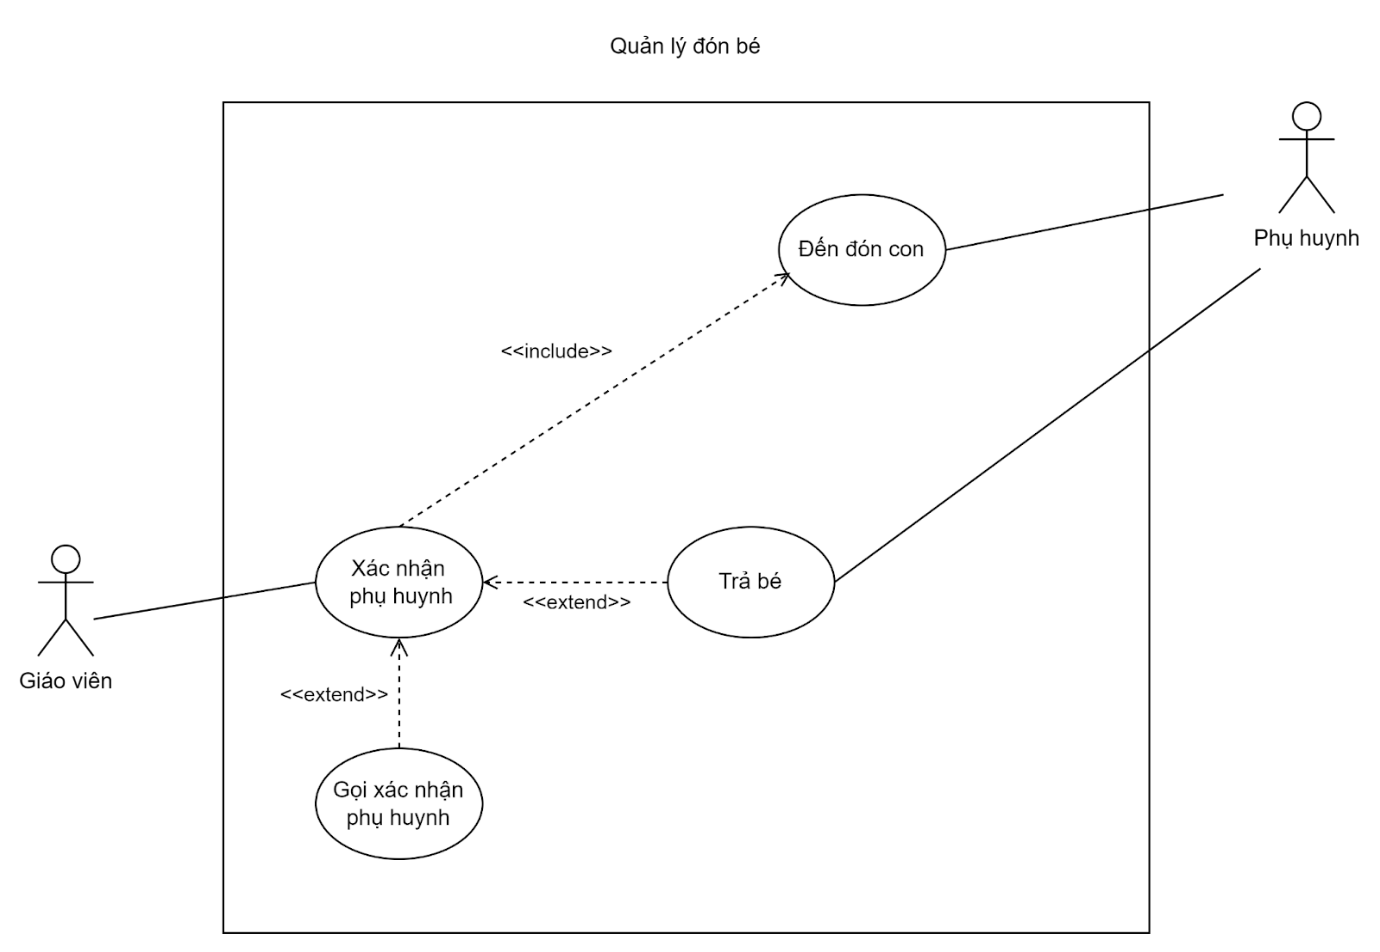 Quản lý đón bé
Phụ huynh
Đến đón con
<<include>>
Xác nhận
phụ huynh
Trả bé
<<extend>>
Giáo viên
<<extend>>
Gọi xác nhận
phụ huynh